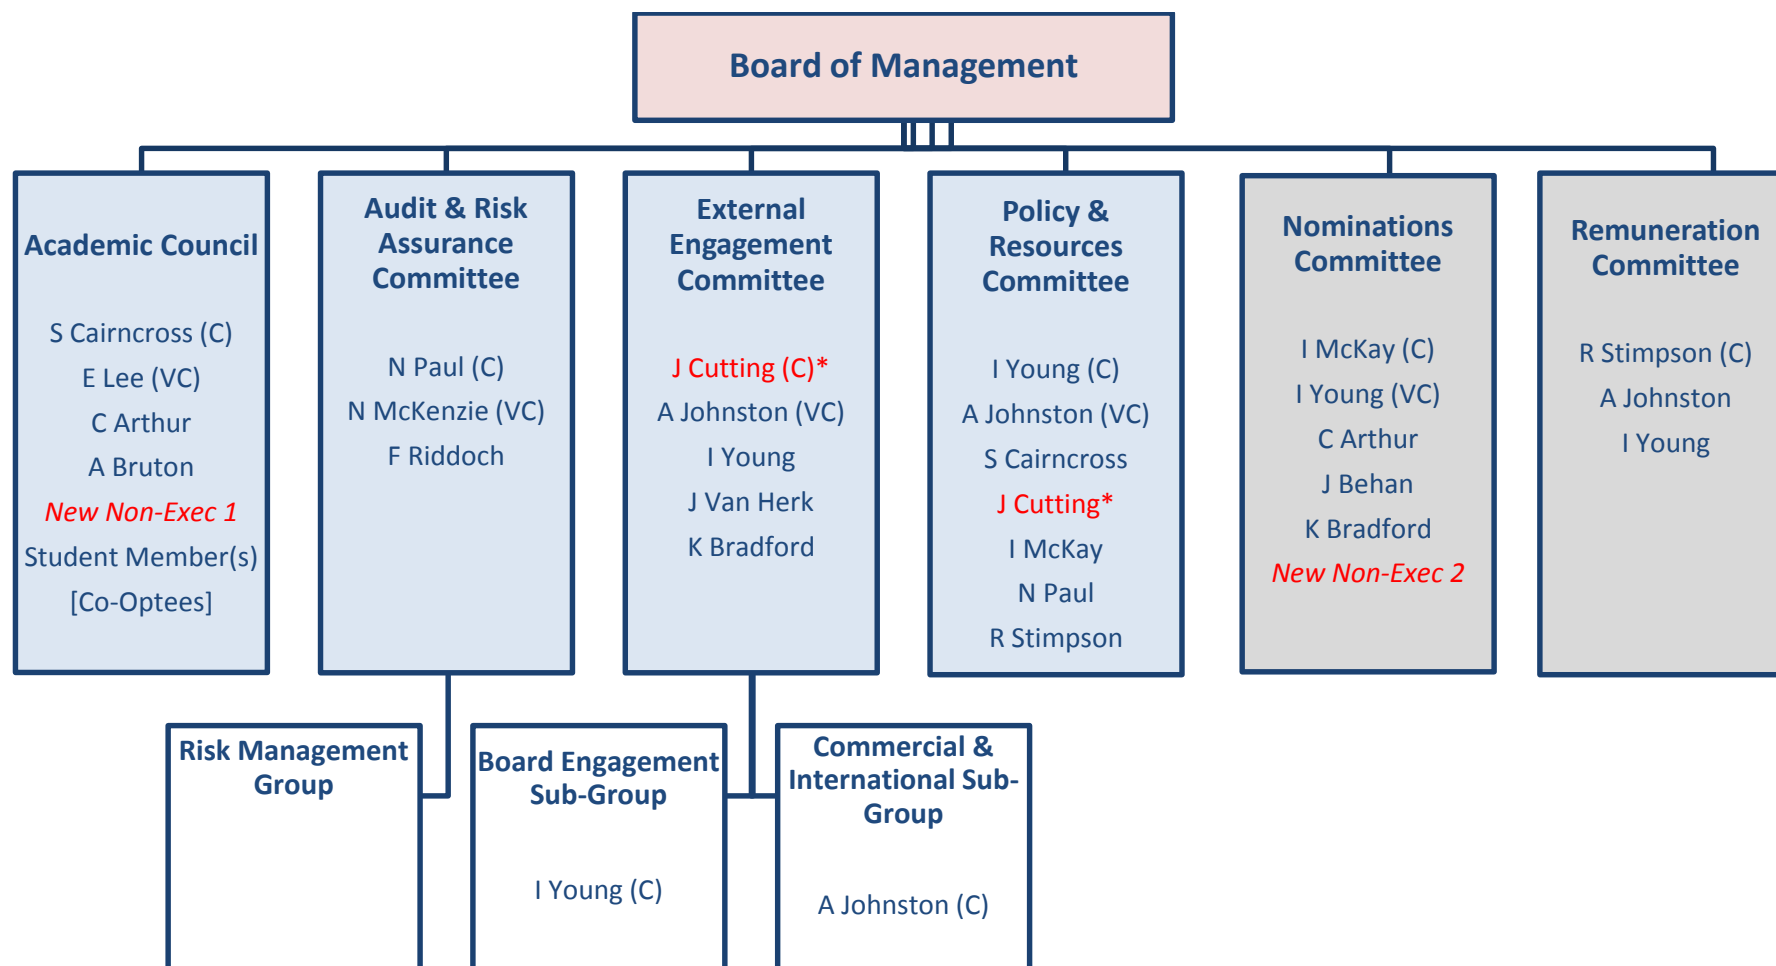 Board of Management
Academic Council
S Cairncross (C)
E Lee (VC)
C Arthur
A Bruton
New Non-Exec 1
Student Member(s)
[Co-Optees]
Audit & Risk
Assurance
Committee
N Paul (C)
N McKenzie (VC)
F Riddoch
External
Engagement
Committee
J Cutting (C)*
A Johnston (VC)
I Young
J Van Herk
K Bradford
Policy &
Resources
Committee
I Young (C)
A Johnston (VC)
S Cairncross
J Cutting*
I McKay
N Paul
R Stimpson
Nominations
Committee
I McKay (C)
I Young (VC)
C Arthur
J Behan
K Bradford
New Non-Exec 2
Remuneration
Committee
R Stimpson (C)
A Johnston
I Young
Risk Management
Group
Board Engagement
Sub-Group
I Young (C)
Commercial &
International Sub-
Group
A Johnston (C)